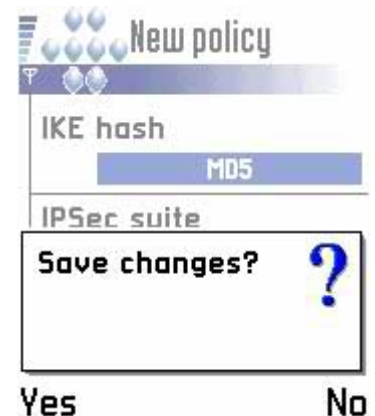 New policy
IKE hash
MD5
IPSec suite
Save changes?
Yes No